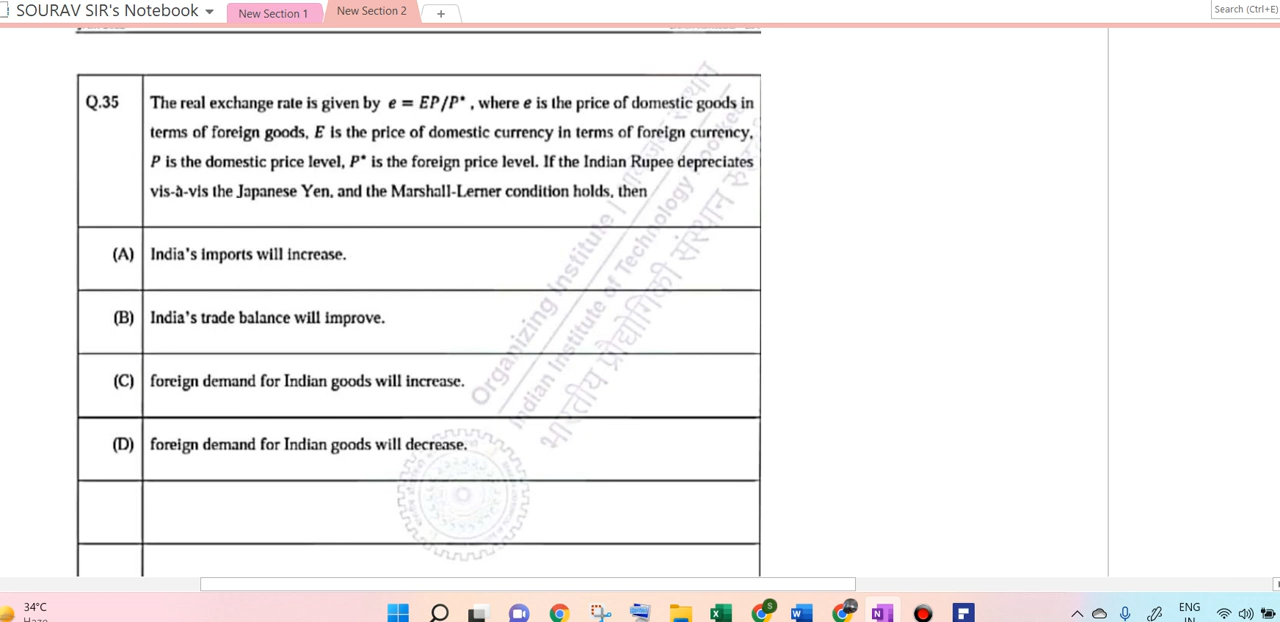 SOURAV SIR's Notebook
New Section 1
New Section 2
+
Search (Ctrl+E)
Q.35
The real exchange rate is given by e = EP/P*, where e is the price of domestic goods in
terms of foreign goods, E is the price of domestic currency in terms of foreign currency,
P is the domestic price level, P* is the foreign price level. If the Indian Rupee depreciates
vis-à-vis the Japanese Yen, and the Marshall-Lerner condition holds, then
(A) India's imports will increase.
(B) India's trade balance will improve.
(C) foreign demand for Indian goods will increase.
(D) foreign demand for Indian goods will decrease.
Organizing Institute
Indian Institute of Technology
भारतीय प्रौद्योगिकी संस्थान
34°C
Haze
ENG
IN